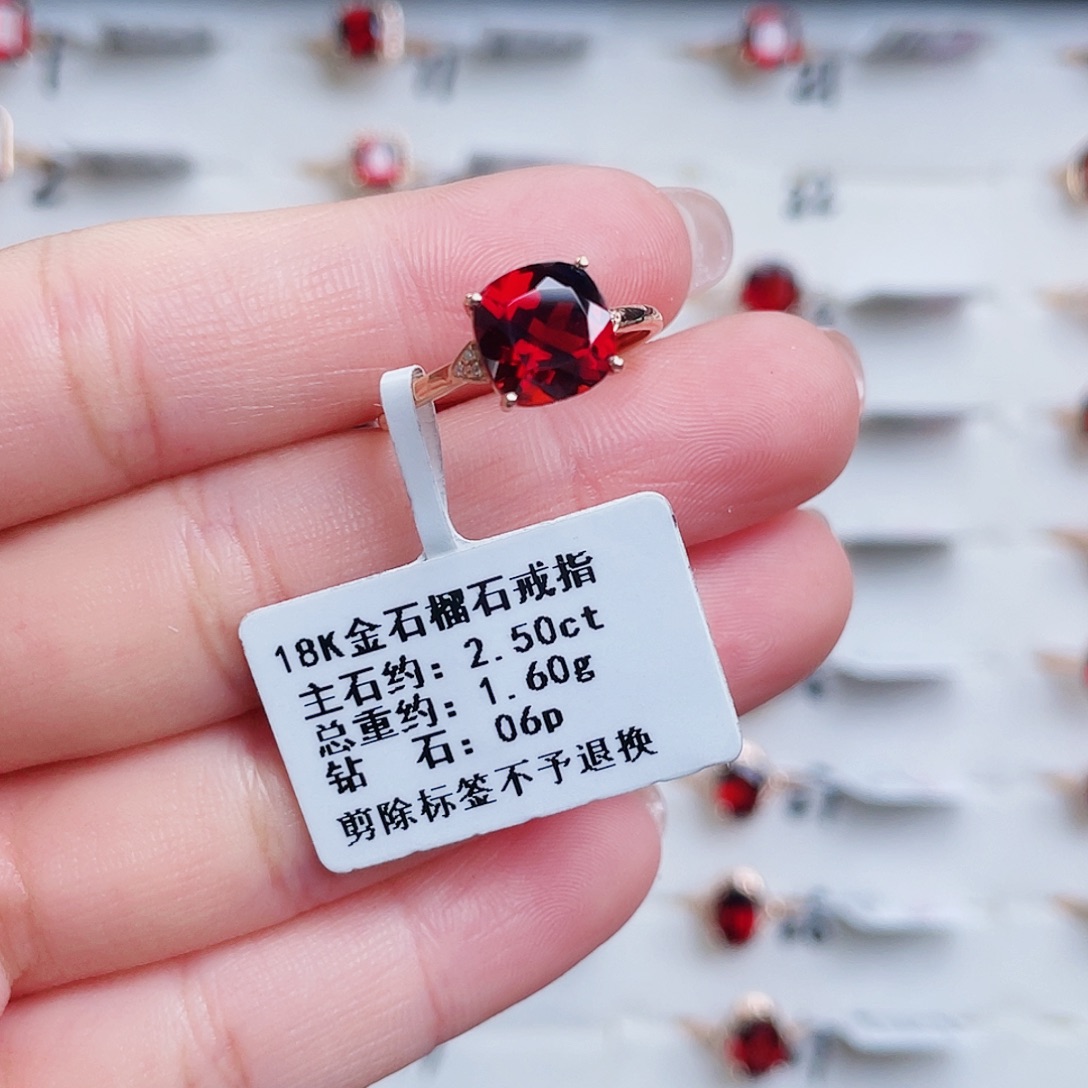 18K金石榴石戒指
主石约: 2.50ct
总重约: 1.60g
钻 石: 06p
剪除标签不予退换